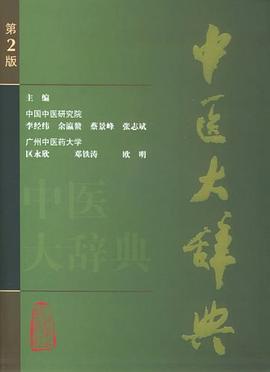 第2版
中医大辞典
主编
中国中医研究院
李经纬 余瀛鳌 蔡景峰 张志斌
广州中医药大学
区永欣 邓铁涛 欧明
中医
大辞典